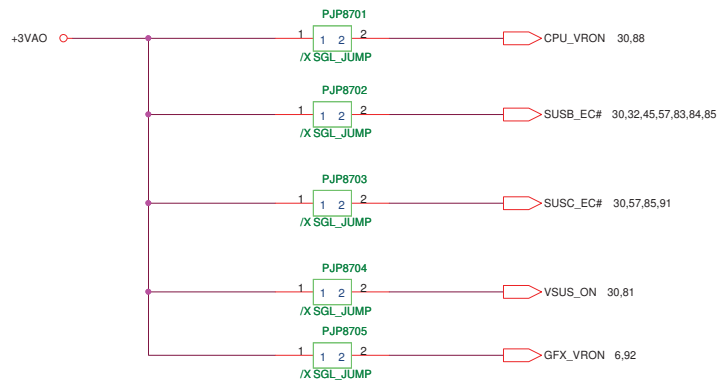 PJP8701
+3VAO 1 1 2 2 CPU_VRON 30,88
/X SGL_JUMP
PJP8702
1 1 2 2 SUSB_EC# 30,32,45,57,83,84,85
/X SGL_JUMP
PJP8703
1 1 2 2 SUSC_EC# 30,57,85,91
/X SGL_JUMP
PJP8704
1 1 2 2 VSUS_ON 30,81
/X SGL_JUMP
PJP8705
1 1 2 2 GFX_VRON 6,92
/X SGL_JUMP